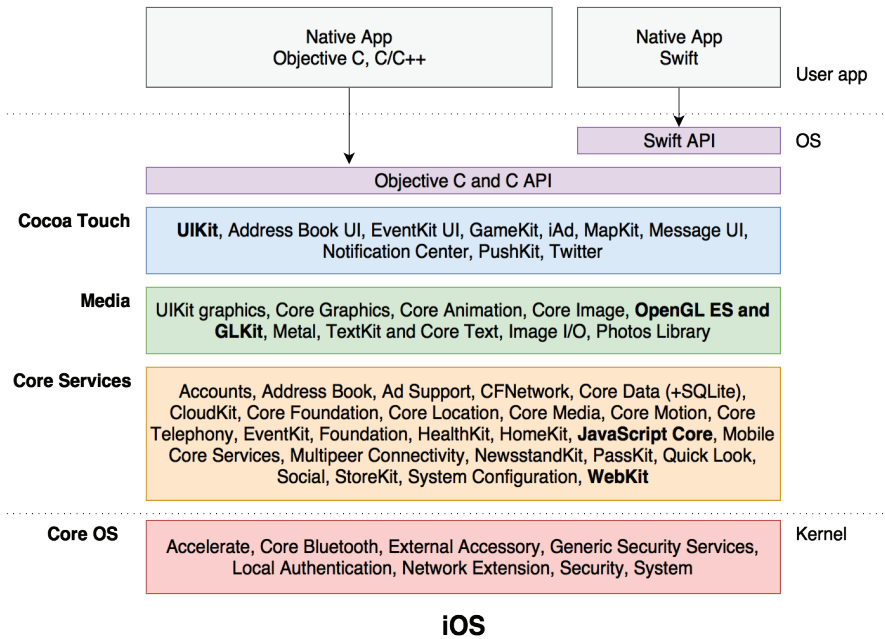 Native App
Objective C, C/C++
Native App
Swift
User app
Swift API
OS
Objective C and C API
Cocoa Touch
UIKit, Address Book UI, EventKit UI, GameKit, iAd, MapKit, Message UI,
Notification Center, PushKit, Twitter
Media
UIKit graphics, Core Graphics, Core Animation, Core Image, OpenGL ES and
GLKit, Metal, TextKit and Core Text, Image I/O, Photos Library
Core Services
Accounts, Address Book, Ad Support, CFNetwork, Core Data (+SQLite),
CloudKit, Core Foundation, Core Location, Core Media, Core Motion, Core
Telephony, EventKit, Foundation, HealthKit, HomeKit, JavaScript Core, Mobile
Core Services, Multipeer Connectivity, NewsstandKit, PassKit, Quick Look,
Social, StoreKit, System Configuration, WebKit
Core OS
Accelerate, Core Bluetooth, External Accessory, Generic Security Services,
Local Authentication, Network Extension, Security, System
Kernel
iOS